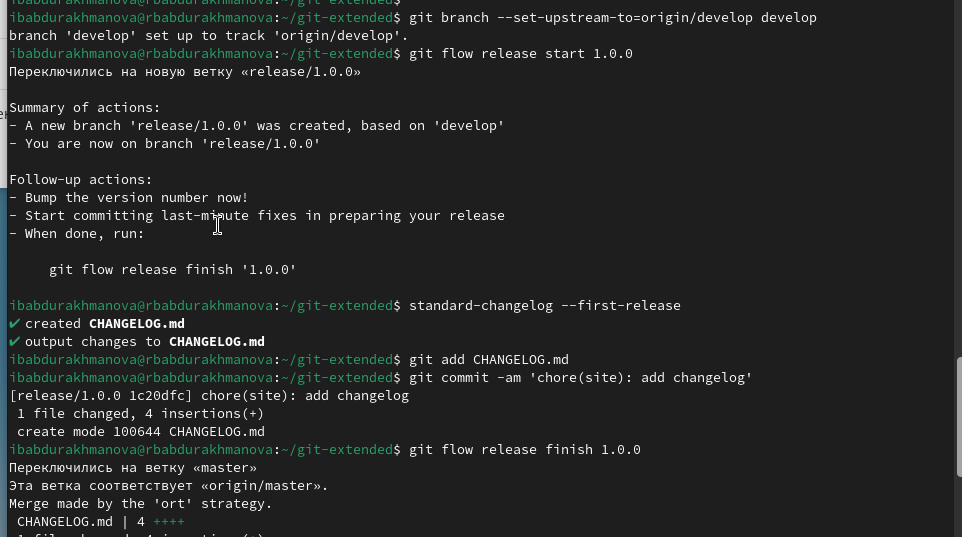 ibabdurakhmanova@rbabdurakhmanova:~/git-extended$ git branch --set-upstream-to=origin/develop develop
branch 'develop' set up to track 'origin/develop'.
ibabdurakhmanova@rbabdurakhmanova:~/git-extended$ git flow release start 1.0.0
Переключились на новую ветку «release/1.0.0»
Summary of actions:
- A new branch 'release/1.0.0' was created, based on 'develop'
- You are now on branch 'release/1.0.0'
Follow-up actions:
- Bump the version number now!
- Start committing last-minute fixes in preparing your release
- When done, run:
git flow release finish '1.0.0'
ibabdurakhmanova@rbabdurakhmanova:~/git-extended$ standard-changelog --first-release
✔ created CHANGELOG.md
✔ output changes to CHANGELOG.md
ibabdurakhmanova@rbabdurakhmanova:~/git-extended$ git add CHANGELOG.md
ibabdurakhmanova@rbabdurakhmanova:~/git-extended$ git commit -am 'chore(site): add changelog'
[release/1.0.0 1c20dfc] chore(site): add changelog
1 file changed, 4 insertions(+)
create mode 100644 CHANGELOG.md
ibabdurakhmanova@rbabdurakhmanova:~/git-extended$ git flow release finish 1.0.0
Переключились на ветку «master»
Эта ветка соответствует «origin/master».
Merge made by the 'ort' strategy.
CHANGELOG.md | 4 ++++